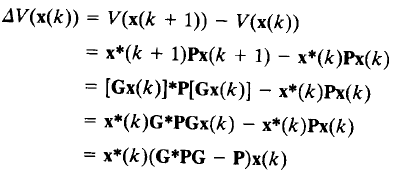 ΔV(x(k)) = V(x(k + 1)) − V(x(k))
= x*(k + 1)Px(k + 1) − x*(k)Px(k)
= [Gx(k)]*P[Gx(k)] − x*(k)Px(k)
= x*(k)G*PGx(k) − x*(k)Px(k)
= x*(k)(G*PG − P)x(k)